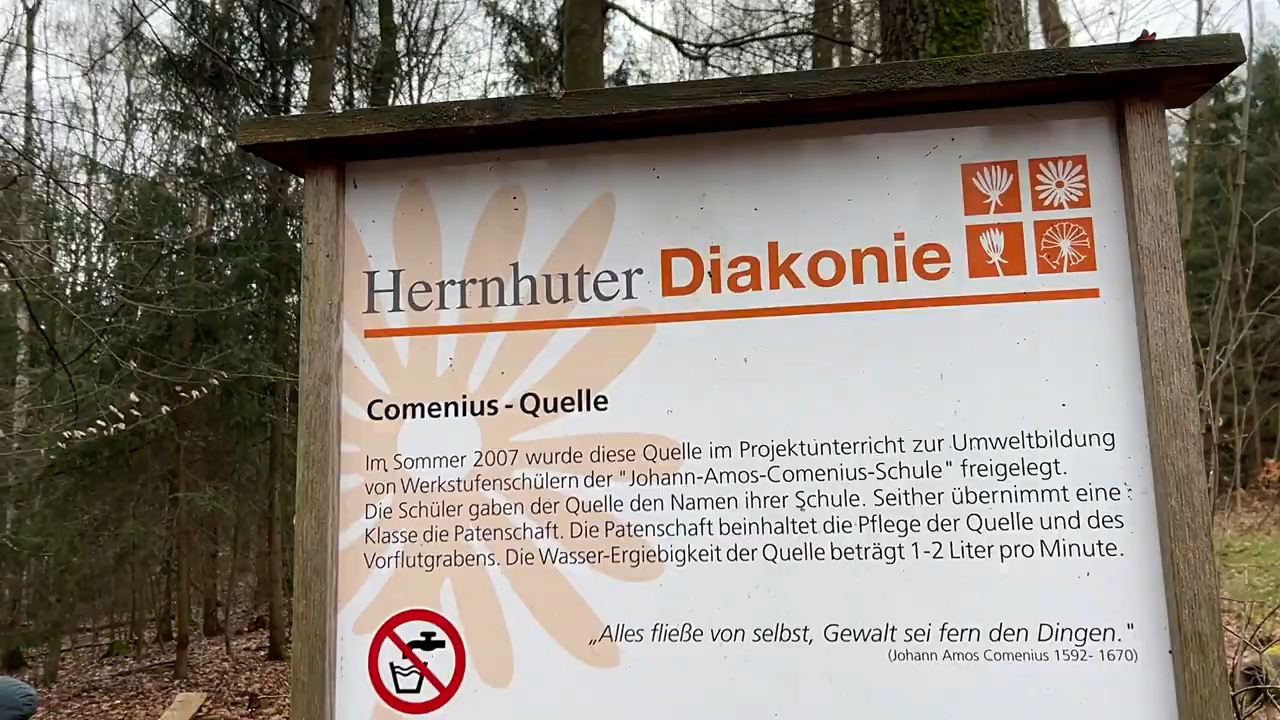 Herrnhuter Diakonie
Comenius - Quelle
Im Sommer 2007 wurde diese Quelle im Projektunterricht zur Umweltbildung
von Werkstufenschülern der "Johann-Amos-Comenius-Schule" freigelegt.
Die Schüler gaben der Quelle den Namen ihrer Schule. Seither übernimmt eine
Klasse die Patenschaft. Die Patenschaft beinhaltet die Pflege der Quelle und des
Vorflutgrabens. Die Wasser-Ergiebigkeit der Quelle beträgt 1-2 Liter pro Minute.
„Alles fließe von selbst, Gewalt sei fern den Dingen."
(Johann Amos Comenius 1592- 1670)